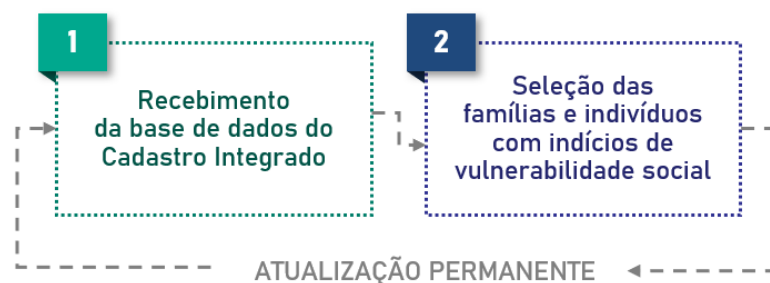 1
Recebimento
da base de dados do
Cadastro Integrado
2
Seleção das
famílias e indivíduos
com indícios de
vulnerabilidade social
ATUALIZAÇÃO PERMANENTE